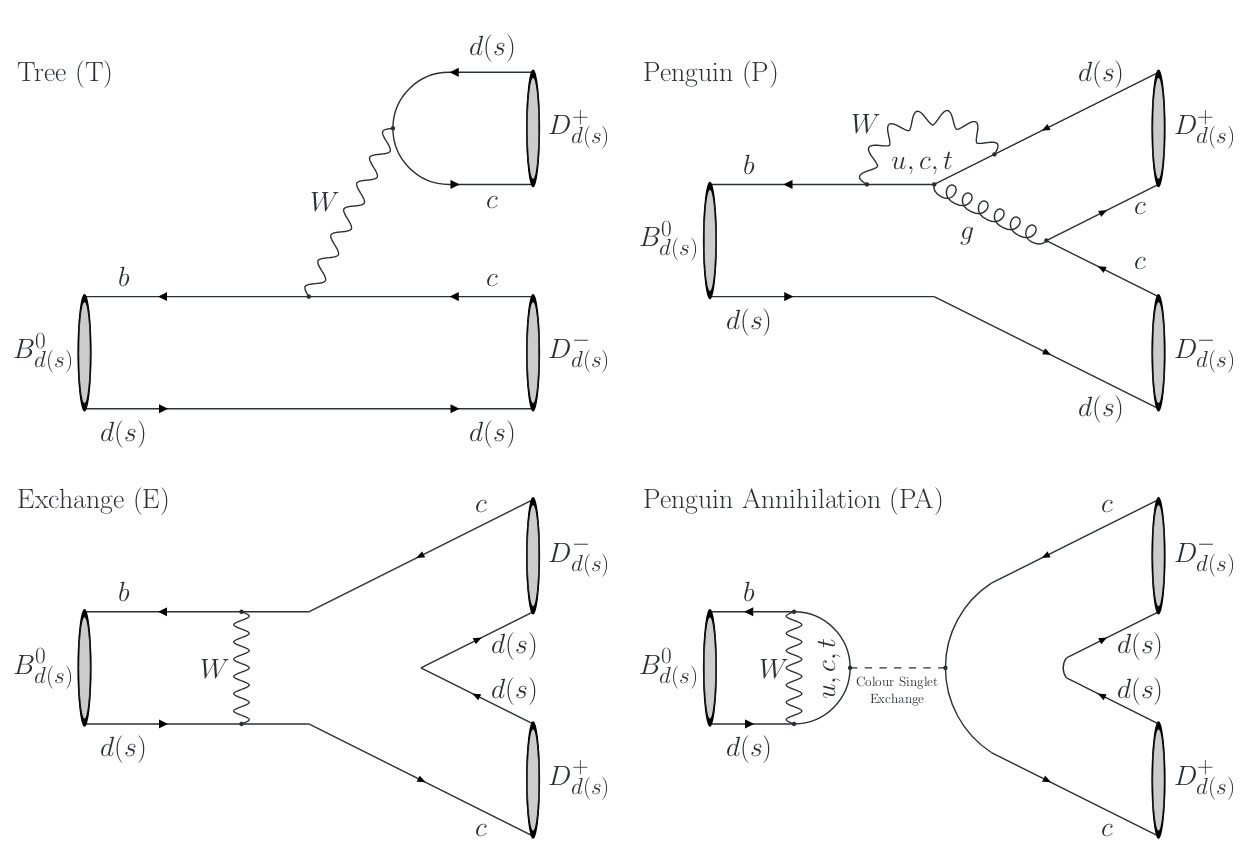 Tree (T)
d(s)
D^+_{d(s)}
W
c
b
c
B^0_{d(s)}
D^-_{d(s)}
d(s)
d(s)
Penguin (P)
d(s)
W
D^+_{d(s)}
b
u, c, t
c
B^0_{d(s)}
g
c
d(s)
D^-_{d(s)}
d(s)
Exchange (E)
c
D^-_{d(s)}
b
d(s)
B^0_{d(s)}
W
d(s)
d(s)
D^+_{d(s)}
c
Penguin Annihilation (PA)
c
D^-_{d(s)}
b
d(s)
B^0_{d(s)}
W
u, c, t
Colour Singlet
Exchange
d(s)
d(s)
D^+_{d(s)}
c